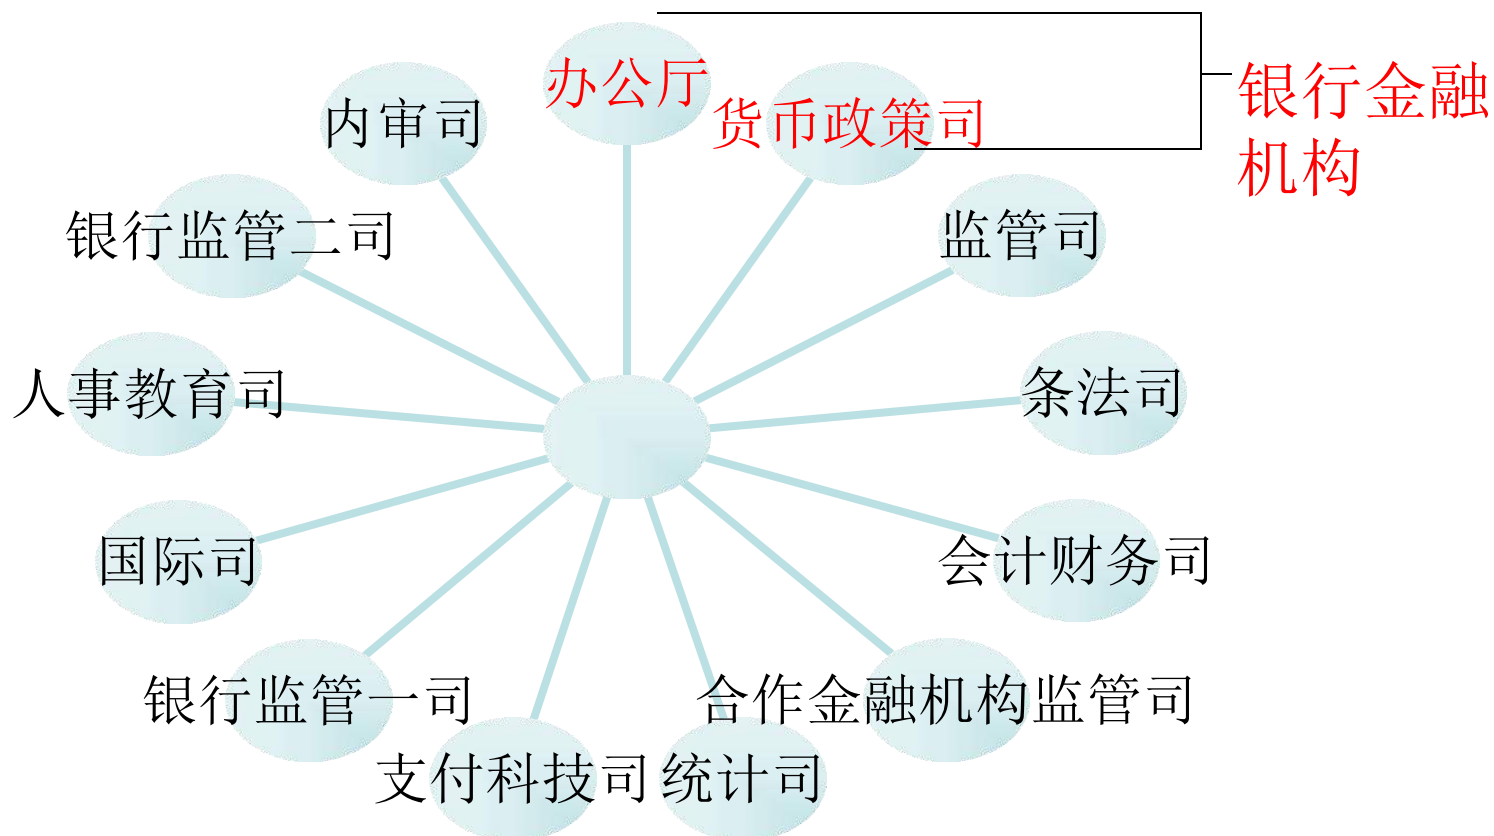 办公厅
货币政策司
银行金融
机构
内审司
监管司
银行监管二司
人事教育司
条法司
国际司
会计财务司
银行监管一司
合作金融机构监管司
支付科技司
统计司